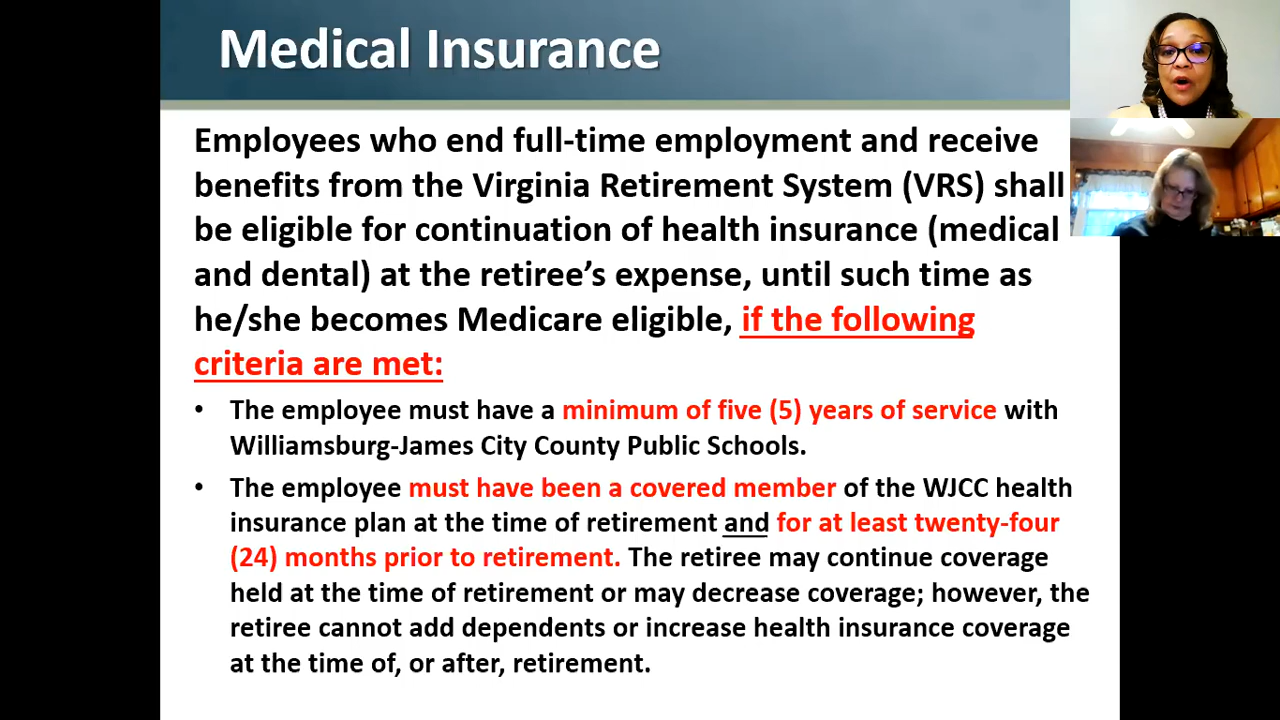 Medical Insurance
Employees who end full-time employment and receive
benefits from the Virginia Retirement System (VRS) shall
be eligible for continuation of health insurance (medical
and dental) at the retiree’s expense, until such time as
he/she becomes Medicare eligible, if the following
criteria are met:
• The employee must have a minimum of five (5) years of service with
Williamsburg-James City County Public Schools.
• The employee must have been a covered member of the WJCC health
insurance plan at the time of retirement and for at least twenty-four
(24) months prior to retirement. The retiree may continue coverage
held at the time of retirement or may decrease coverage; however, the
retiree cannot add dependents or increase health insurance coverage
at the time of, or after, retirement.